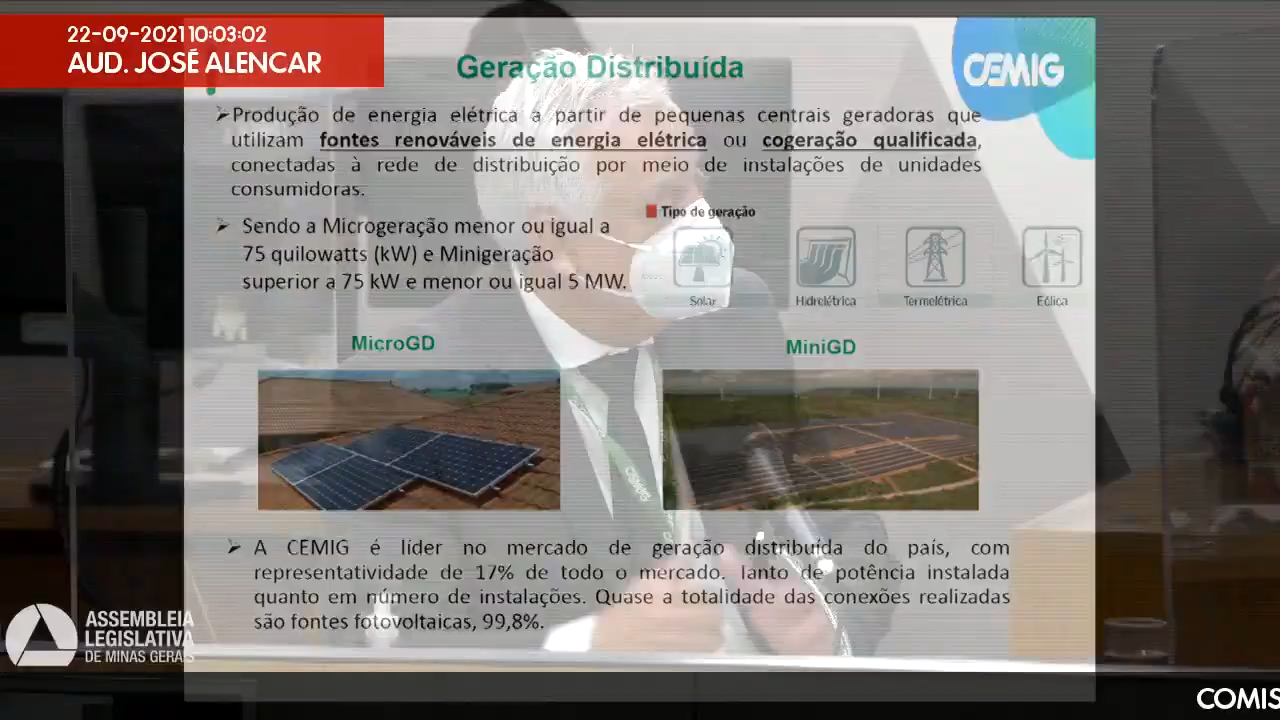 22-09-2021 10:03:02
AUD. JOSÉ ALENCAR
Geração Distribuída
CEMIG
➢Produção de energia elétrica a partir de pequenas centrais geradoras que
utilizam fontes renováveis de energia elétrica ou cogeração qualificada,
conectadas à rede de distribuição por meio de instalações de unidades
consumidoras.
➢ Sendo a Microgeração menor ou igual a
75 quilowatts (kW) e Minigeração
superior a 75 kW e menor ou igual 5 MW.
Tipo de geração
Solar Hidrelétrica Termelétrica Eólica
MicroGD MiniGD
CEMIG
➢ A CEMIG é líder no mercado de geração distribuída do país, com
representatividade de 17% de todo o mercado. Tanto de potência instalada
quanto em número de instalações. Quase a totalidade das conexões realizadas
são fontes fotovoltaicas, 99,8%.
ASSEMBLEIA
LEGISLATIVA
DE MINAS GERAIS
COMIS